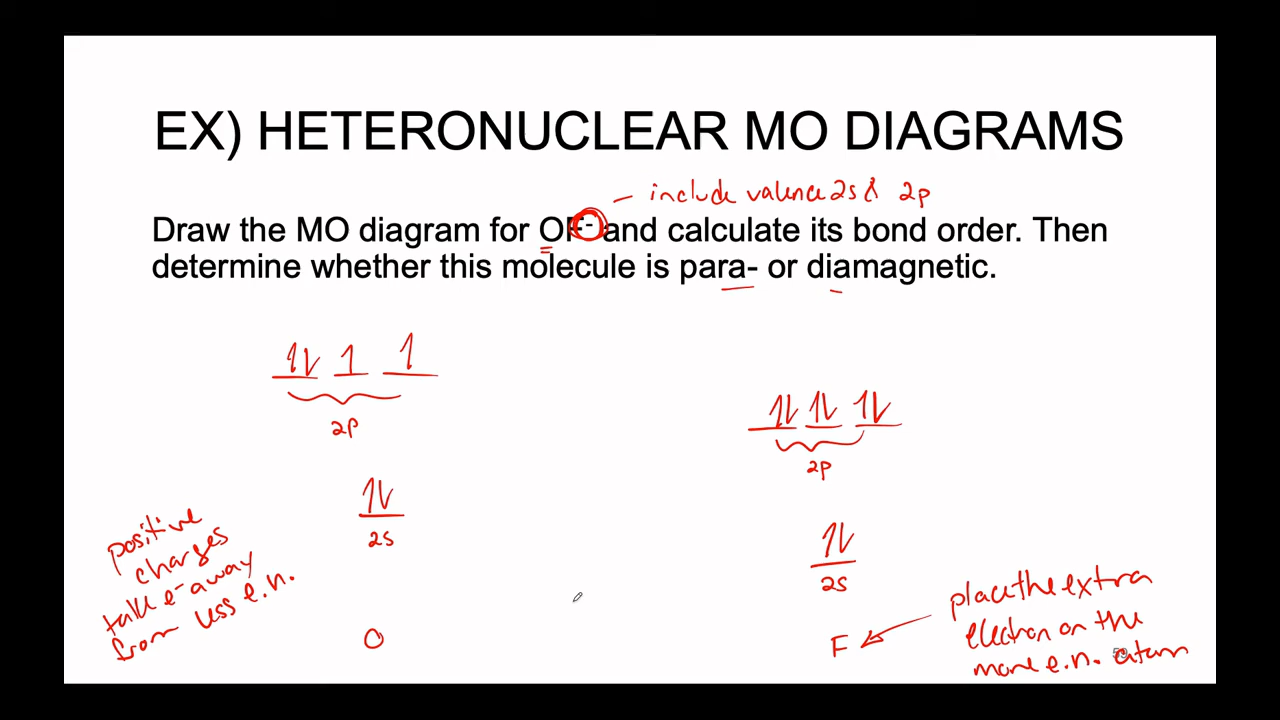 EX) HETERONUCLEAR MO DIAGRAMS
– include valence 2s & 2p
Draw the MO diagram for OF⁻ and calculate its bond order. Then
determine whether this molecule is para- or diamagnetic.
2p
2p
2s
2s
positive
charges
take e⁻ away
from less e.n.
O
F
place the extra
electron on the
more e.n. atom
59